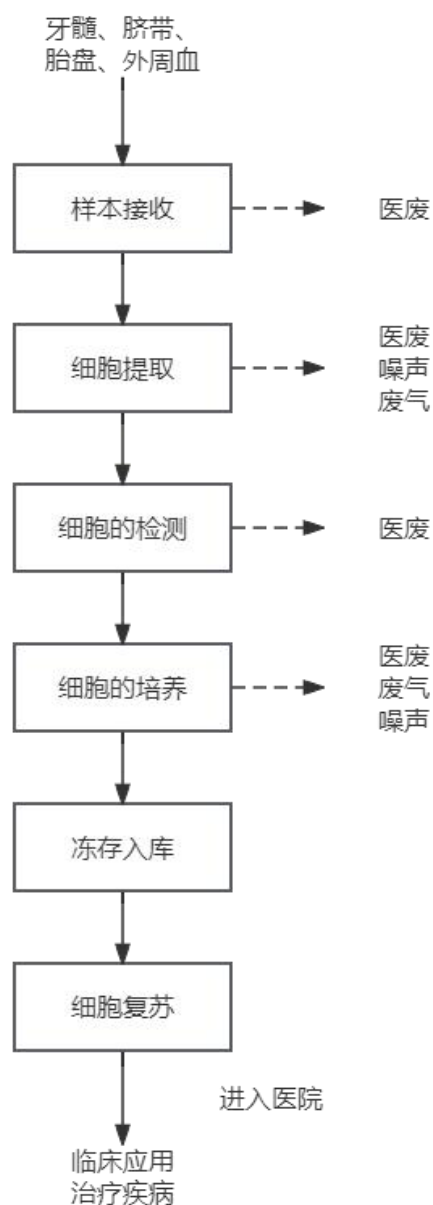 牙髓、脐带、
胎盘、外周血
样本接收
医废
细胞提取
医废
噪声
废气
细胞的检测
医废
细胞的培养
医废
废气
噪声
冻存入库
细胞复苏
进入医院
临床应用
治疗疾病